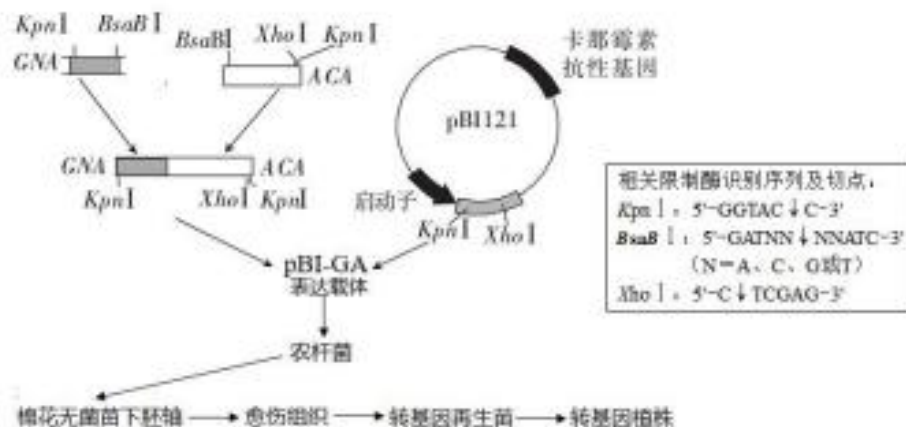 KpnⅠ BsaBⅠ
GNA
BsaBⅠ XhoⅠ KpnⅠ
ACA
卡那霉素
抗性基因
pBI121
GNA ACA
KpnⅠ XhoⅠ KpnⅠ
启动子
KpnⅠ XhoⅠ
相关限制酶识别序列及切点：
KpnⅠ：5'-GGTAC↓C-3'
BsaBⅠ：5'-GATNN↓NNATC-3'
（N＝A、C、G或T）
XhoⅠ：5'-C↓TCGAG-3'
pBI-GA
表达载体
农杆菌
棉花无菌苗下胚轴 → 愈伤组织 → 转基因再生苗 → 转基因植株